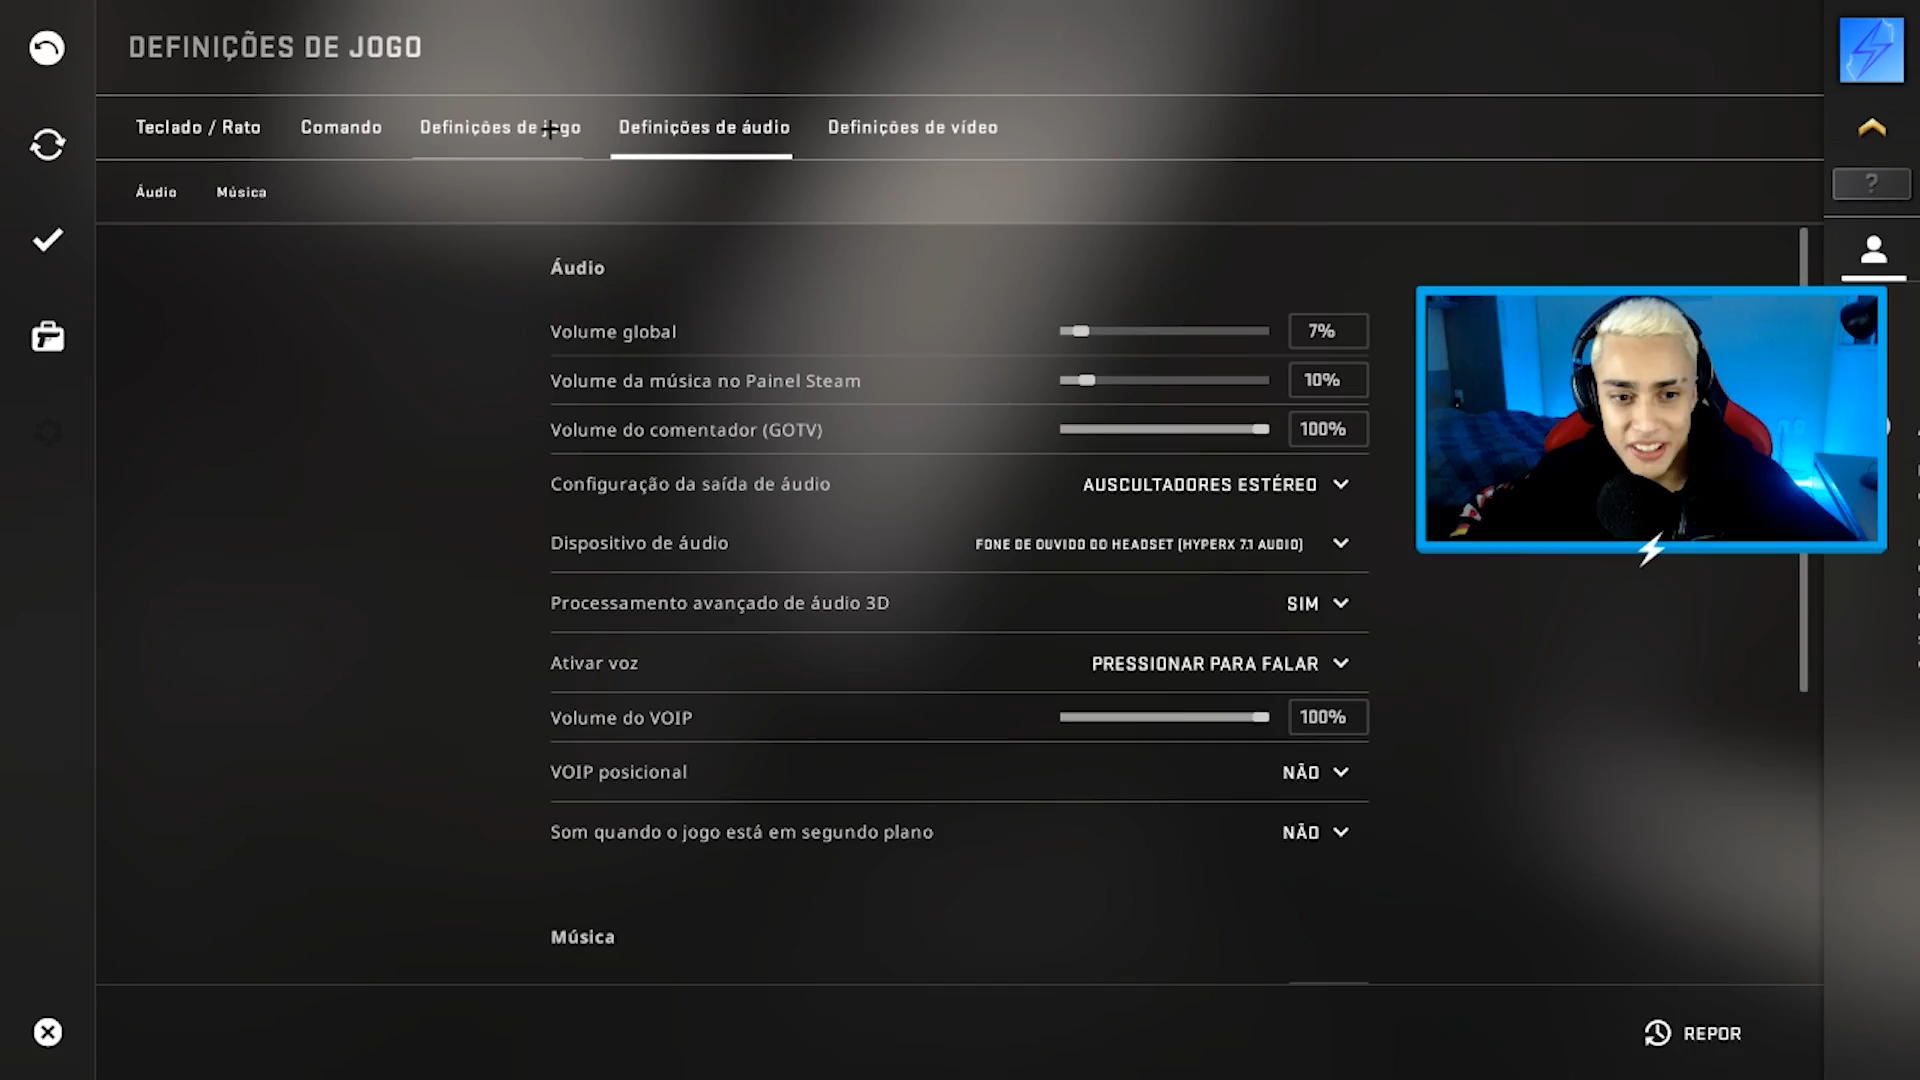 DEFINIÇÕES DE JOGO
Teclado / Rato Comando Definições de jogo Definições de áudio Definições de vídeo
?
Áudio Música
Áudio
Volume global 7%
Volume da música no Painel Steam 10%
Volume do comentador (GOTV) 100%
Configuração da saída de áudio AUSCULTADORES ESTÉREO
Dispositivo de áudio FONE DE OUVIDO DO HEADSET (HYPERX 7.1 AUDIO)
Processamento avançado de áudio 3D SIM
Ativar voz PRESSIONAR PARA FALAR
Volume do VOIP 100%
VOIP posicional NÃO
Som quando o jogo está em segundo plano NÃO
Música
REPOR